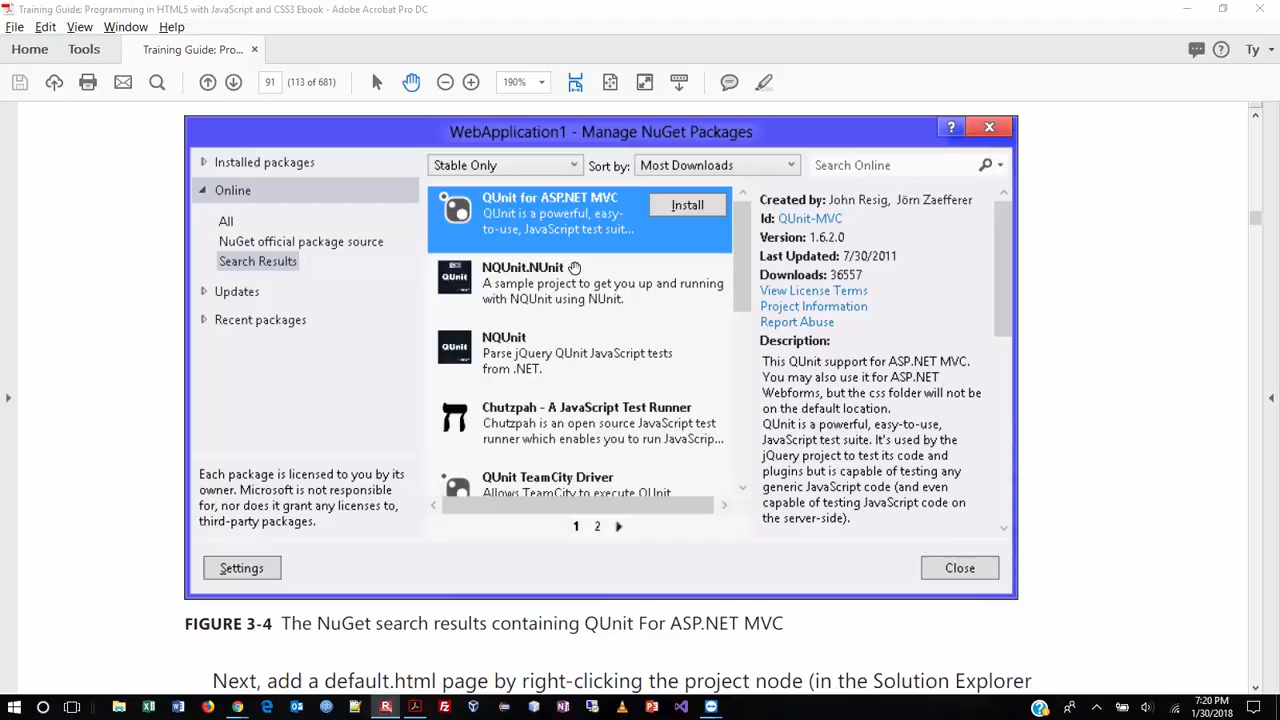 Training Guide: Programming in HTML5 with JavaScript and CSS3 Ebook - Adobe Acrobat Pro DC
File Edit View Window Help
Home Tools Training Guide: Pro... × Ty
91 (113 of 681) 190%
WebApplication1 - Manage NuGet Packages
Installed packages
Online
All
NuGet official package source
Search Results
Updates
Recent packages
Each package is licensed to you by its
owner. Microsoft is not responsible
for, nor does it grant any licenses to,
third-party packages.
Settings
Stable Only Sort by: Most Downloads Search Online
QUnit for ASP.NET MVC
QUnit is a powerful, easy-
to-use, JavaScript test suit...
Install
QUnit
NQUnit.NUnit
A sample project to get you up and running
with NQUnit using NUnit.
QUnit
NQUnit
Parse jQuery QUnit JavaScript tests
from .NET.
Chutzpah - A JavaScript Test Runner
Chutzpah is an open source JavaScript test
runner which enables you to run JavaScrip...
QUnit TeamCity Driver
Allows TeamCity to execute QUnit
1 2
Created by: John Resig, Jörn Zaefferer
Id: QUnit-MVC
Version: 1.6.2.0
Last Updated: 7/30/2011
Downloads: 36557
View License Terms
Project Information
Report Abuse
Description:
This QUnit support for ASP.NET MVC.
You may also use it for ASP.NET
Webforms, but the css folder will not be
on the default location.
QUnit is a powerful, easy-to-use,
JavaScript test suite. It's used by the
jQuery project to test its code and
plugins but is capable of testing any
generic JavaScript code (and even
capable of testing JavaScript code on
the server-side).
Close
FIGURE 3-4 The NuGet search results containing QUnit For ASP.NET MVC
Next, add a default.html page by right-clicking the project node (in the Solution Explorer
7:20 PM
1/30/2018